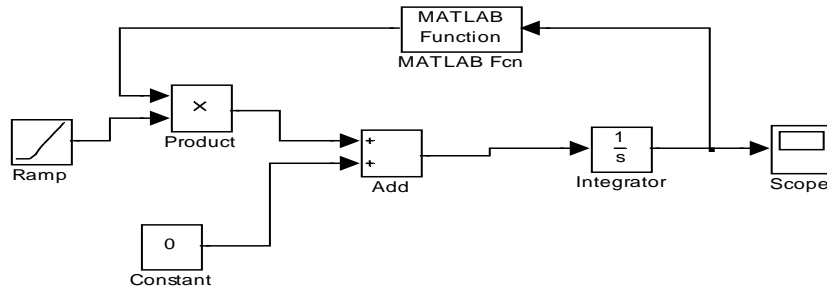 MATLAB
Function
MATLAB Fcn
×
Product
Ramp
+
+
Add
1
s
Integrator
Scope
0
Constant